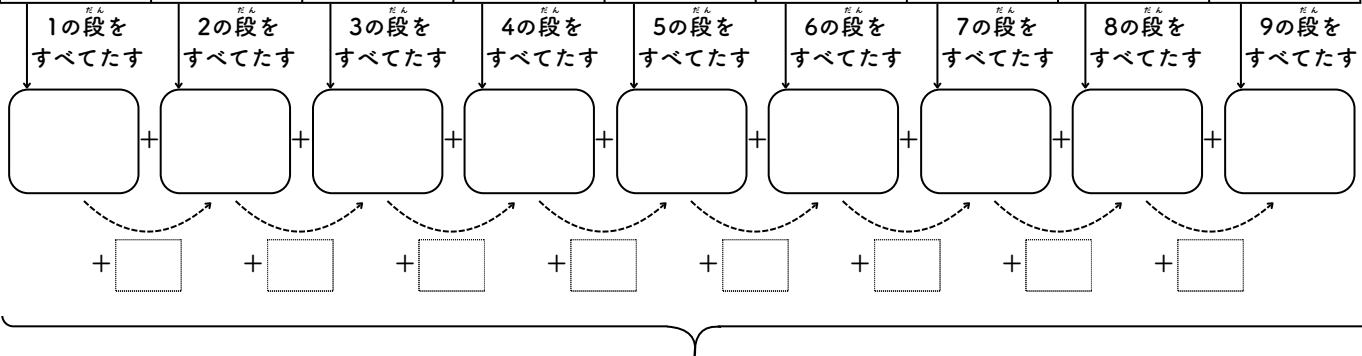 だん だん だん だん だん だん だん だん だん
1の段を 2の段を 3の段を 4の段を 5の段を 6の段を 7の段を 8の段を 9の段を
すべてたす すべてたす すべてたす すべてたす すべてたす すべてたす すべてたす すべてたす すべてたす
+ + + + + + + +
+ + + + + + + +